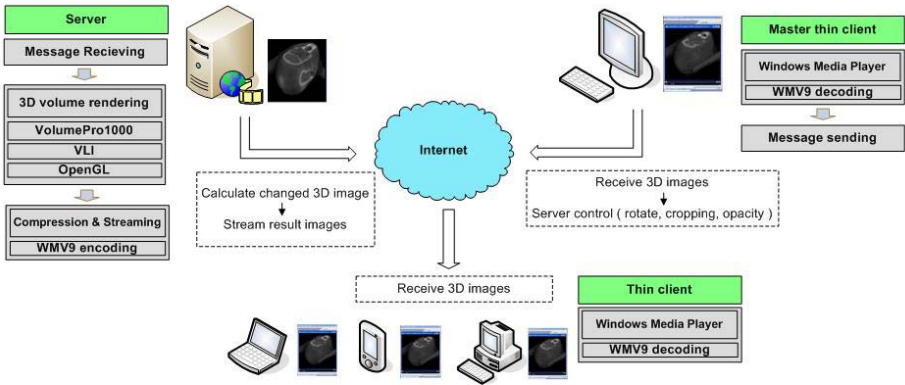 Server
Message Recieving
3D volume rendering
VolumePro1000
VLI
OpenGL
Compression & Streaming
WMV9 encoding
Internet
Calculate changed 3D image
Stream result images
Master thin client
Windows Media Player
WMV9 decoding
Message sending
Receive 3D images
Server control ( rotate, cropping, opacity )
Receive 3D images
Thin client
Windows Media Player
WMV9 decoding